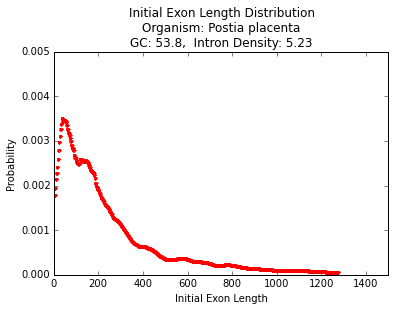 Initial Exon Length Distribution
Organism: Postia placenta
GC: 53.8,  Intron Density: 5.23
0.005
0.004
0.003
0.002
0.001
0.000
Probability
0
200
400
600
800
1000
1200
1400
Initial Exon Length